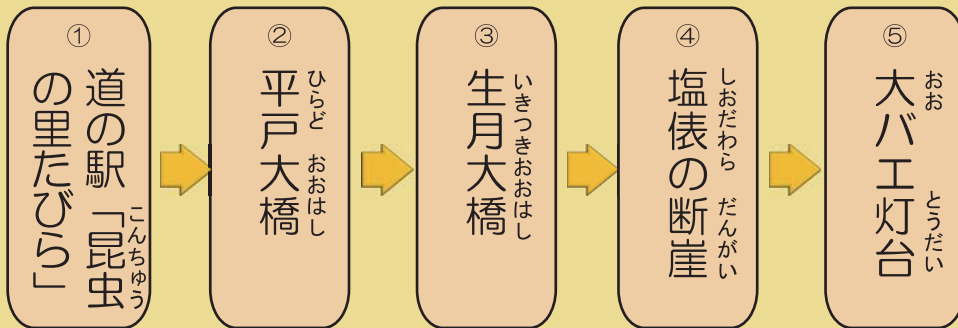 ①
道の駅「昆虫
こんちゅう
の里たびら」
②
ひらど おおはし
平戸大橋
③
いきつきおおはし
生月大橋
④
しおだわら だんがい
塩俵の断崖
⑤
おお とうだい
大バエ灯台